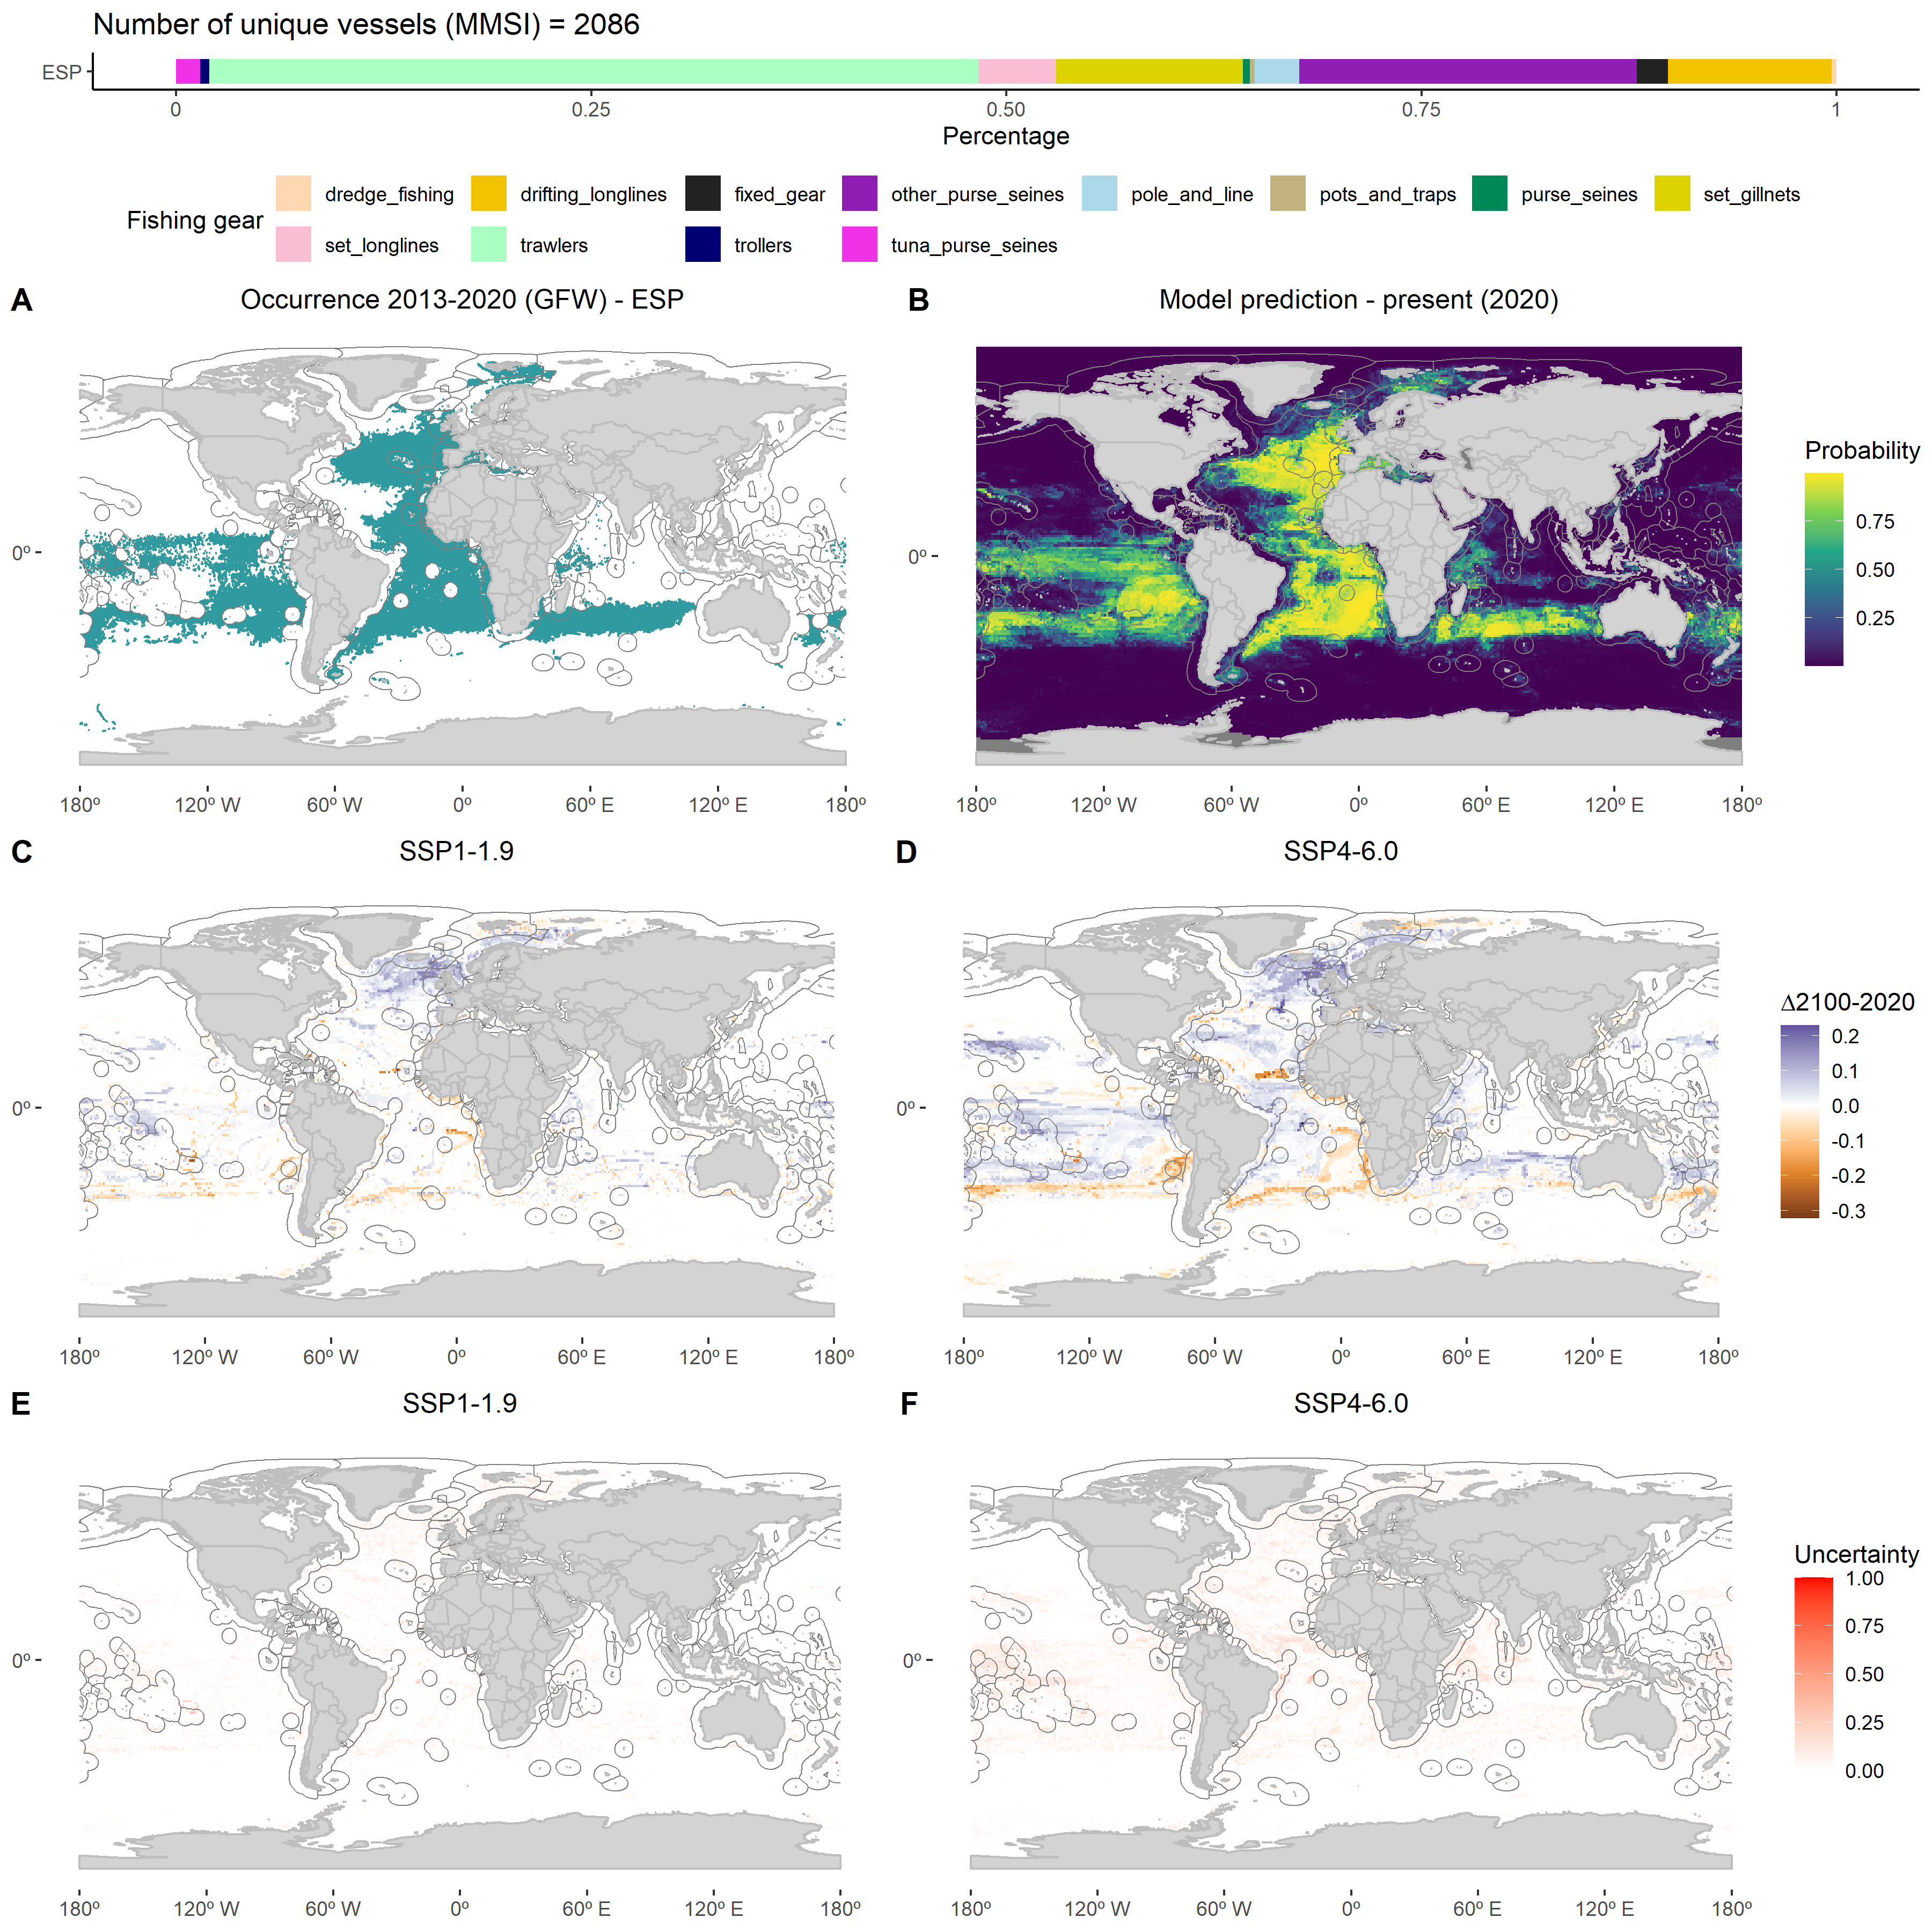 Number of unique vessels (MMSI) = 2086
ESP
0 0.25 0.50 0.75 1
Percentage
Fishing gear
dredge_fishing drifting_longlines fixed_gear other_purse_seines pole_and_line pots_and_traps purse_seines set_gillnets
set_longlines trawlers trollers tuna_purse_seines
A Occurrence 2013-2020 (GFW) - ESP
0º
180º 120º W 60º W 0º 60º E 120º E 180º
B Model prediction - present (2020)
0º
180º 120º W 60º W 0º 60º E 120º E 180º
Probability
0.75
0.50
0.25
C SSP1-1.9
0º
180º 120º W 60º W 0º 60º E 120º E 180º
D SSP4-6.0
0º
180º 120º W 60º W 0º 60º E 120º E 180º
Δ2100-2020
0.2
0.1
0.0
-0.1
-0.2
-0.3
E SSP1-1.9
0º
180º 120º W 60º W 0º 60º E 120º E 180º
F SSP4-6.0
0º
180º 120º W 60º W 0º 60º E 120º E 180º
Uncertainty
1.00
0.75
0.50
0.25
0.00